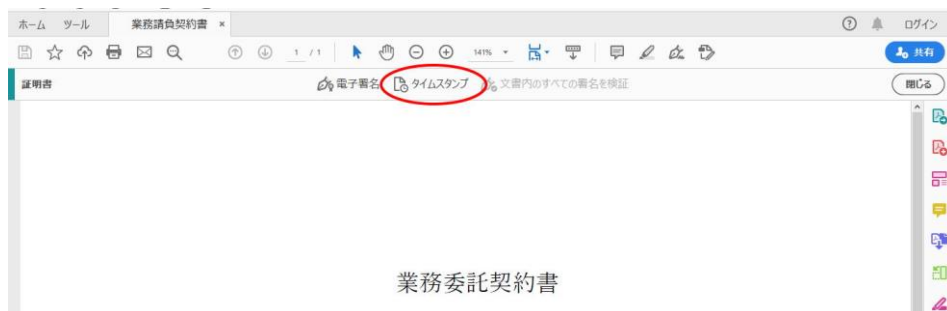 ホーム ツール 業務請負契約書 × ログイン
1 / 1 141% 共有
証明書 電子署名 タイムスタンプ 文書内のすべての署名を検証 閉じる
業務委託契約書